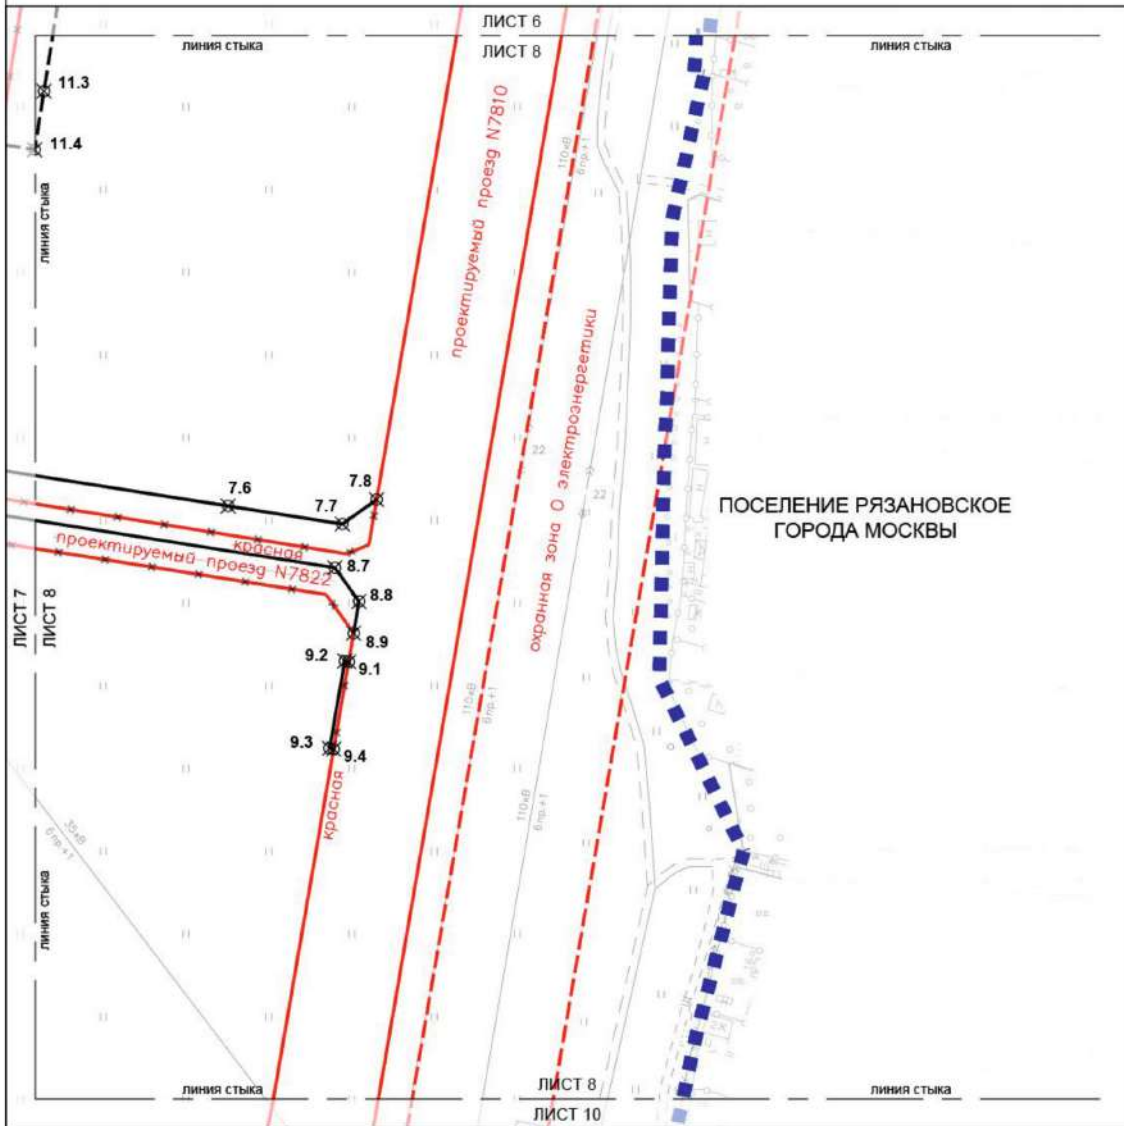 ЛИСТ 6
линия стыка
ЛИСТ 8
линия стыка
11.3
11.4
линия стыка
проектируемый проезд N7810
110кВ
6пр.+1
охранная зона О электроэнергетики
22
22
7.6
7.7
7.8
ПОСЕЛЕНИЕ РЯЗАНОВСКОЕ
ГОРОДА МОСКВЫ
красная
проектируемый проезд N7822
8.7
8.8
8.9
ЛИСТ 7
ЛИСТ 8
9.2
9.1
9.3
9.4
110кВ
6пр.+1
красная
110кВ
6пр.+1
35кВ
6пр.+1
линия стыка
линия стыка
ЛИСТ 8
линия стыка
ЛИСТ 10